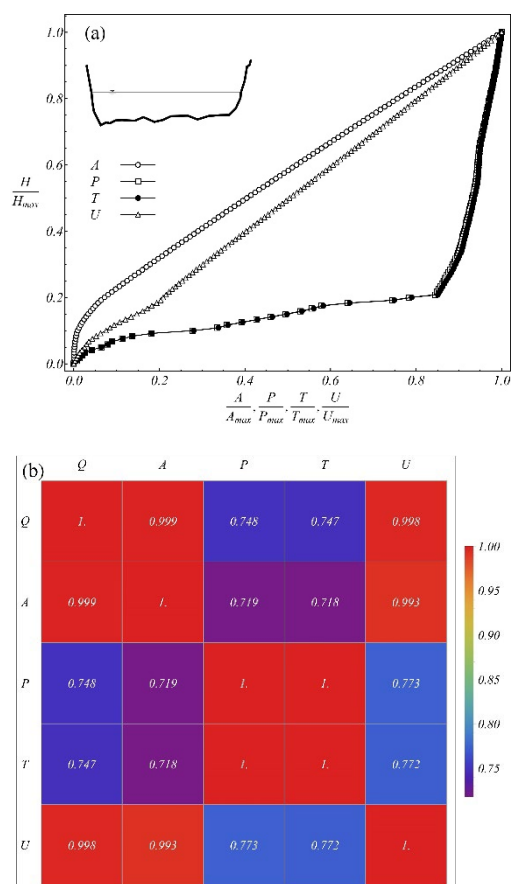 (a)
1.0
0.8
0.6
0.4
0.2
0.0
H
H_max
A
P
T
U
0.0 0.2 0.4 0.6 0.8 1.0
A/A_max, P/P_max, T/T_max, U/U_max
(b)
Q A P T U
Q 1. 0.999 0.748 0.747 0.998
A 0.999 1. 0.719 0.718 0.993
P 0.748 0.719 1. 1. 0.773
T 0.747 0.718 1. 1. 0.772
U 0.998 0.993 0.773 0.772 1.
1.00
0.95
0.90
0.85
0.80
0.75